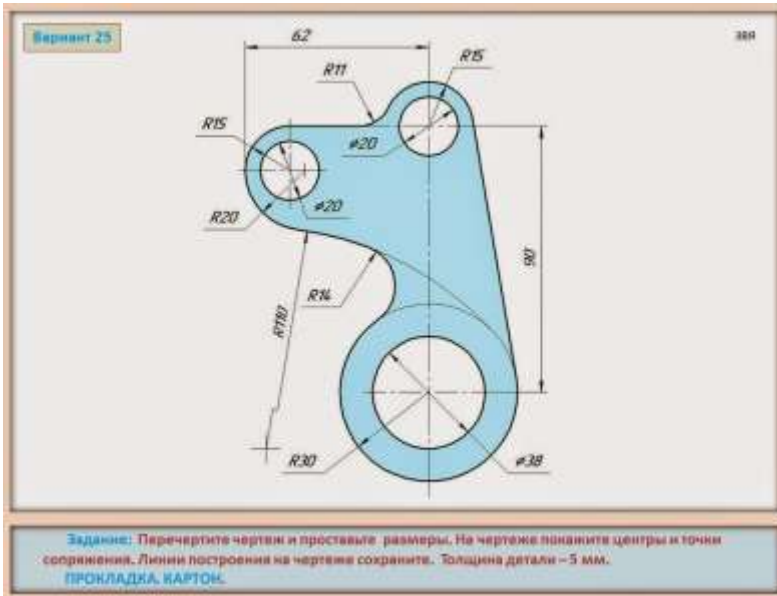 Вариант 25
62
R11
R15
R15
⌀20
⌀20
R20
R14
90
R110
R30
⌀38
Задание: Перечертите чертеж и проставьте размеры. На чертеже покажите центры и точки
сопряжения. Линии построения на чертеже сохраните. Толщина детали – 5 мм.
ПРОКЛАДКА. КАРТОН.